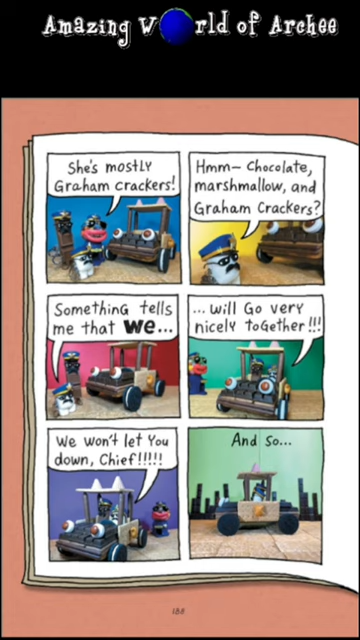 Amazing World of Archee
She's mostly
Graham crackers!
Hmm— Chocolate,
marshmallow, and
Graham Crackers?
Something tells
me that we...
...will Go very
nicely toGether!!!
We won't let You
down, Chief!!!!!
And so...
188